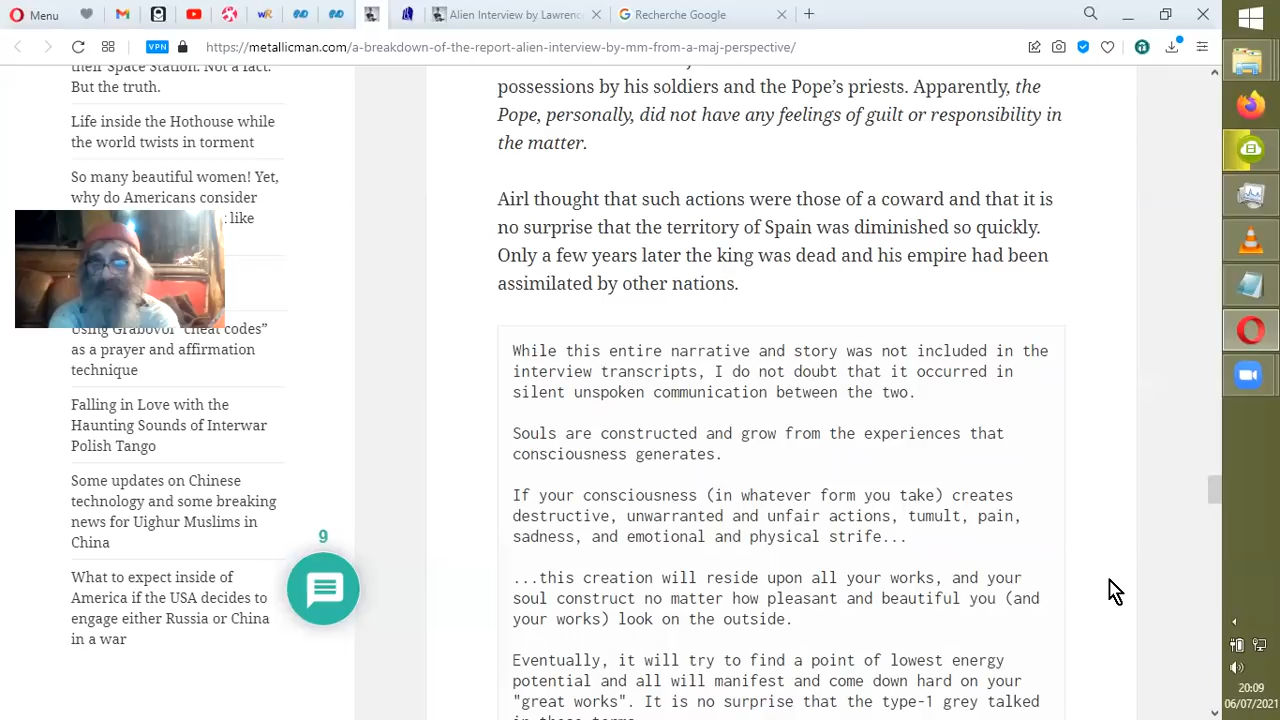 Menu
Alien Interview by Lawrenc
Recherche Google
VPN
https://metallicman.com/a-breakdown-of-the-report-alien-interview-by-mm-from-a-maj-perspective/
their Space Station. Not a fact.
But the truth.
Life inside the Hothouse while
the world twists in torment
So many beautiful women! Yet,
why do Americans consider
like
Using Grabovoi “cheat codes”
as a prayer and affirmation
technique
Falling in Love with the
Haunting Sounds of Interwar
Polish Tango
Some updates on Chinese
technology and some breaking
news for Uighur Muslims in
China
What to expect inside of
America if the USA decides to
engage either Russia or China
in a war
9
possessions by his soldiers and the Pope’s priests. Apparently, the
Pope, personally, did not have any feelings of guilt or responsibility in
the matter.
Airl thought that such actions were those of a coward and that it is
no surprise that the territory of Spain was diminished so quickly.
Only a few years later the king was dead and his empire had been
assimilated by other nations.
While this entire narrative and story was not included in the
interview transcripts, I do not doubt that it occurred in
silent unspoken communication between the two.
Souls are constructed and grow from the experiences that
consciousness generates.
If your consciousness (in whatever form you take) creates
destructive, unwarranted and unfair actions, tumult, pain,
sadness, and emotional and physical strife...
...this creation will reside upon all your works, and your
soul construct no matter how pleasant and beautiful you (and
your works) look on the outside.
Eventually, it will try to find a point of lowest energy
potential and all will manifest and come down hard on your
"great works". It is no surprise that the type-1 grey talked
20:09
06/07/2021